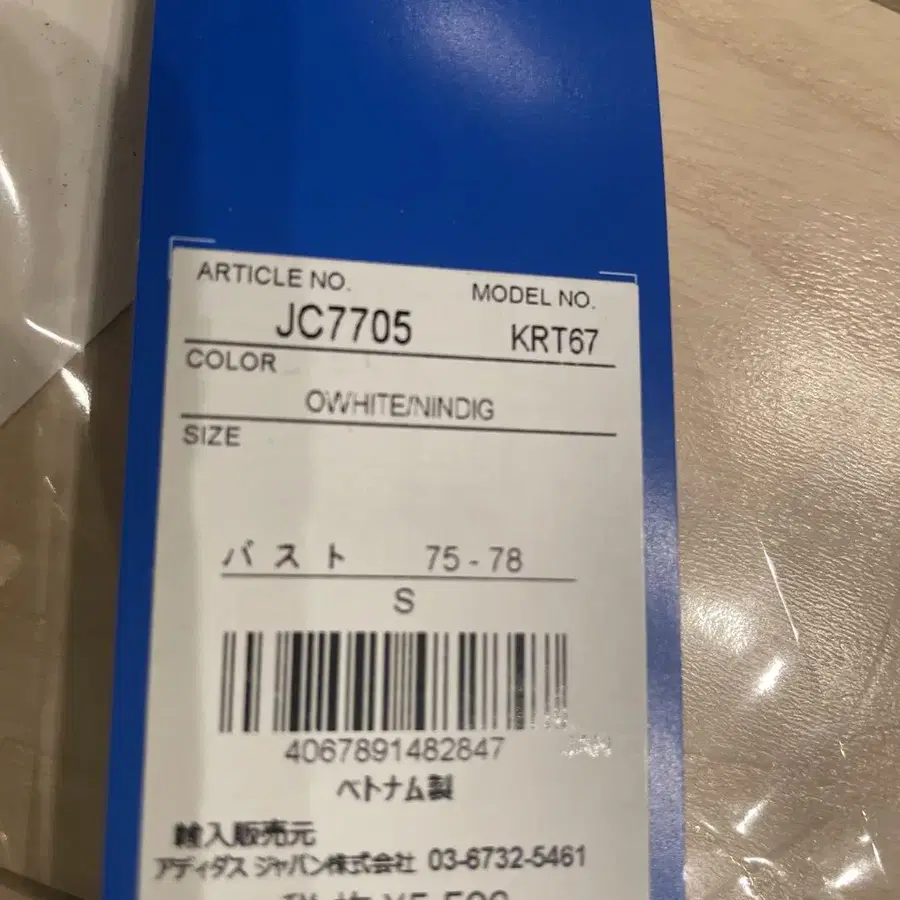 ARTICLE NO.
MODEL NO.
JC7705
KRT67
COLOR
OWHITE/NINDIG
SIZE
バスト 75 - 78
S
4067891482847
ベトナム製
輸入販売元
アディダス ジャパン株式会社 03-6732-5461